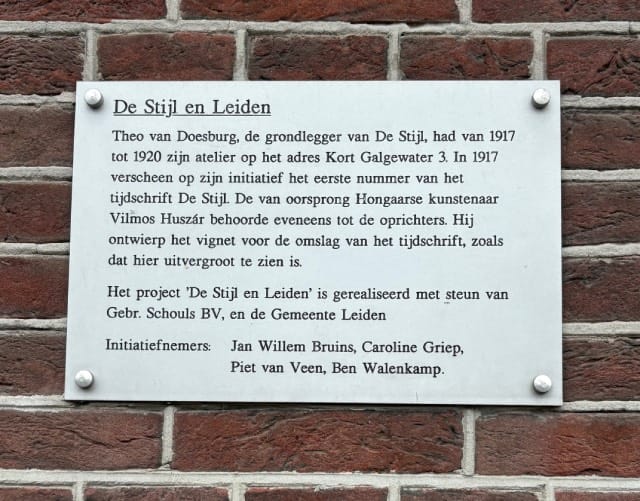 De Stijl en Leiden
Theo van Doesburg, de grondlegger van De Stijl, had van 1917
tot 1920 zijn atelier op het adres Kort Galgewater 3. In 1917
verscheen op zijn initiatief het eerste nummer van het
tijdschrift De Stijl. De van oorsprong Hongaarse kunstenaar
Vilmos Huszár behoorde eveneens tot de oprichters. Hij
ontwierp het vignet voor de omslag van het tijdschrift, zoals
dat hier uitvergroot te zien is.
Het project 'De Stijl en Leiden' is gerealiseerd met steun van
Gebr. Schouls BV, en de Gemeente Leiden
Initiatiefnemers: Jan Willem Bruins, Caroline Griep,
Piet van Veen, Ben Walenkamp.